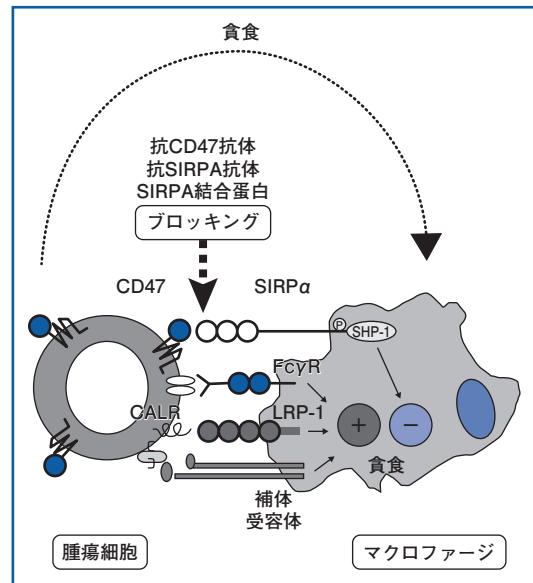 貪食
抗CD47抗体
抗SIRPA抗体
SIRPA結合蛋白
ブロッキング
CD47
SIRPα
P
SHP-1
FcγR
CALR
LRP-1
+
−
貪食
補体
受容体
腫瘍細胞
マクロファージ